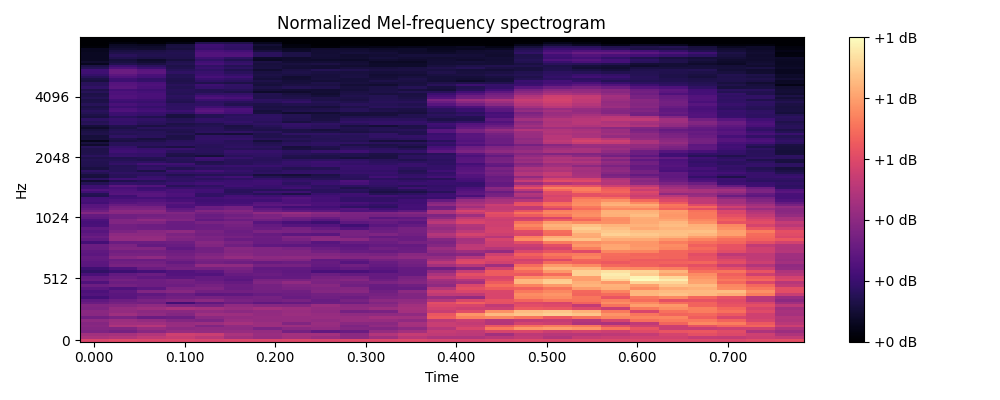 Normalized Mel-frequency spectrogram
Hz
4096
2048
1024
512
0
0.000 0.100 0.200 0.300 0.400 0.500 0.600 0.700
Time
+1 dB
+1 dB
+1 dB
+0 dB
+0 dB
+0 dB